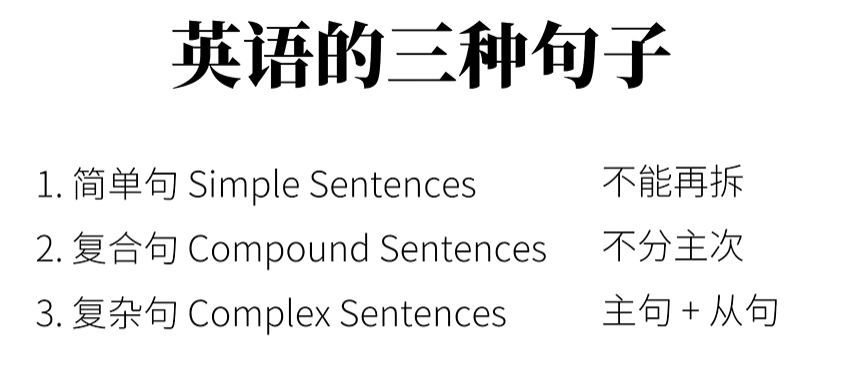 英语的三种句子
1. 简单句 Simple Sentences 不能再拆
2. 复合句 Compound Sentences 不分主次
3. 复杂句 Complex Sentences 主句 + 从句